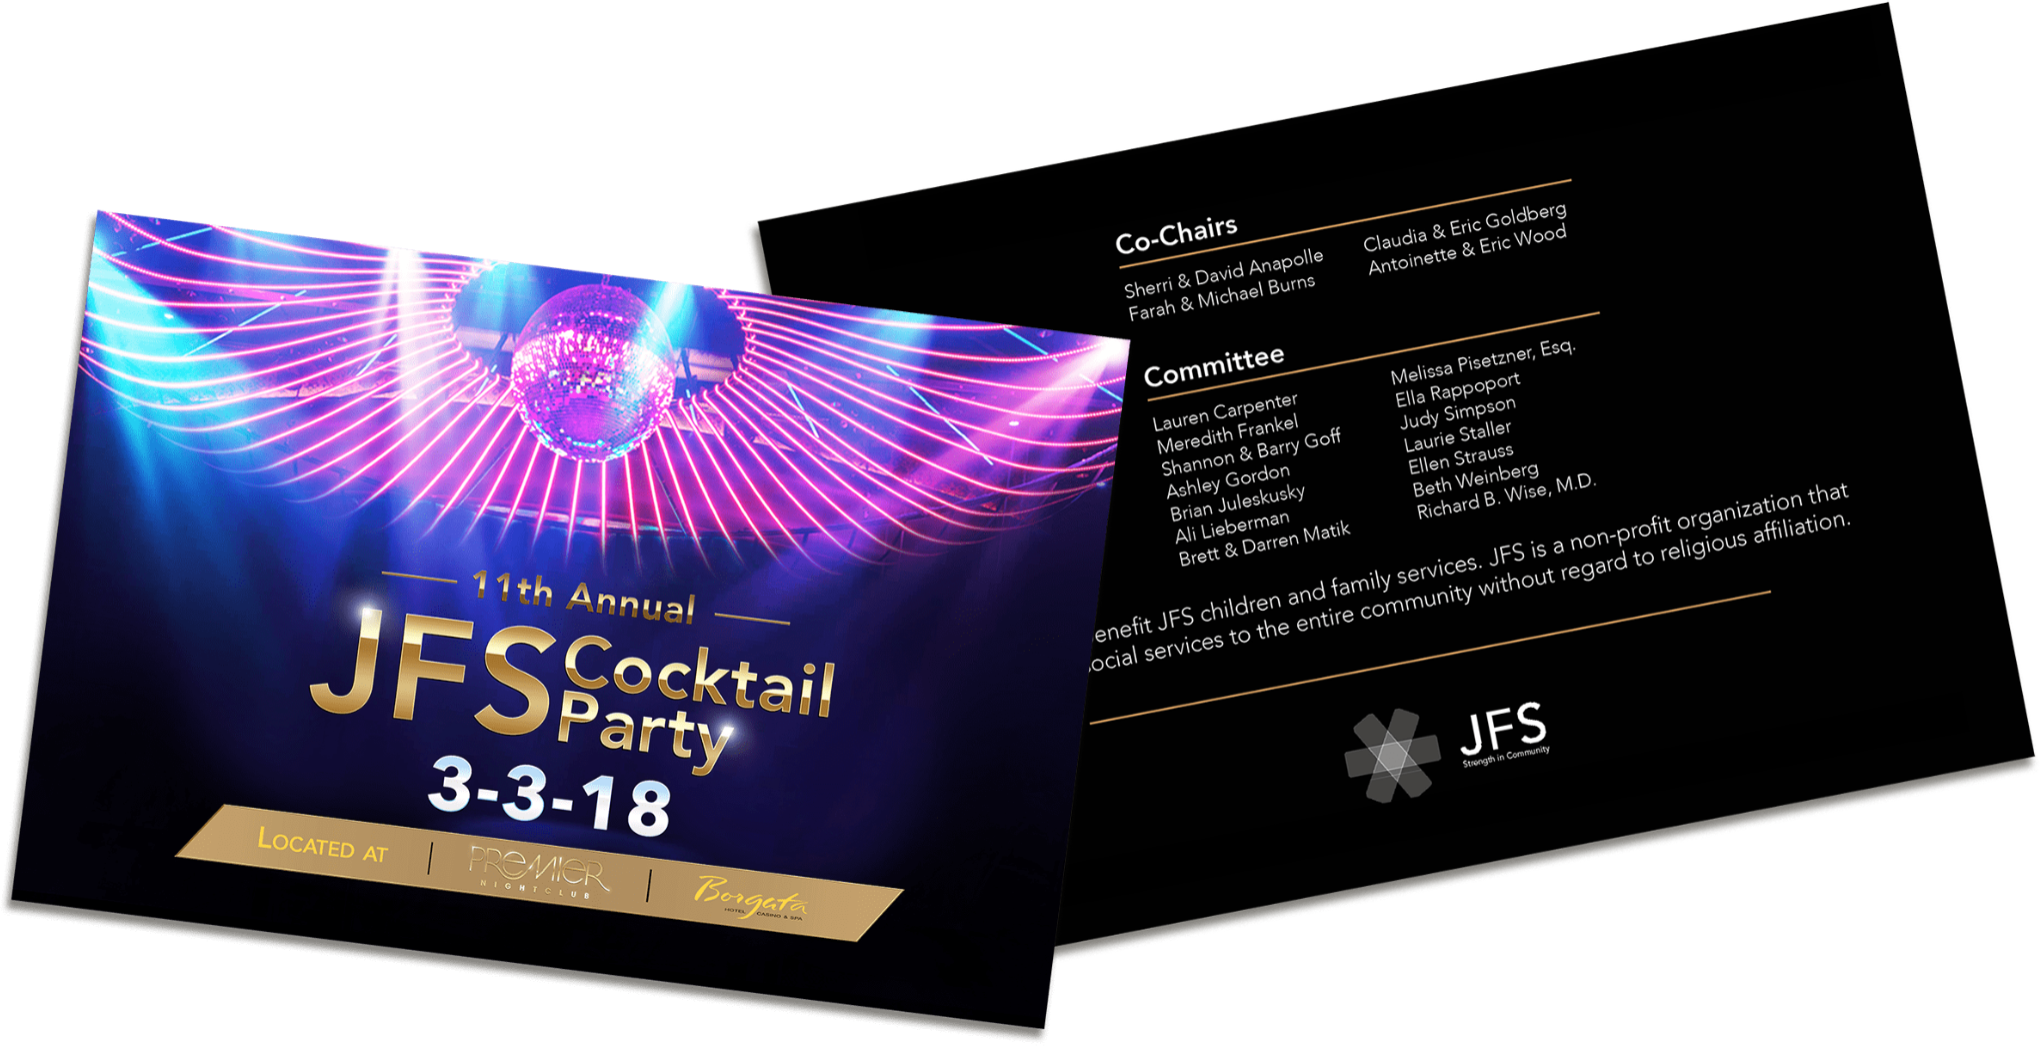 11th Annual
JFS Cocktail
Party
3-3-18
LOCATED AT
PREMIER
NIGHTCLUB
Borgata
HOTEL CASINO & SPA
Co-Chairs
Sherri & David Anapolle
Farah & Michael Burns
Claudia & Eric Goldberg
Antoinette & Eric Wood
Committee
Lauren Carpenter
Meredith Frankel
Shannon & Barry Goff
Ashley Gordon
Brian Juleskusky
Ali Lieberman
Brett & Darren Matik
Melissa Pisetzner, Esq.
Ella Rappoport
Judy Simpson
Laurie Staller
Ellen Strauss
Beth Weinberg
Richard B. Wise, M.D.
enefit JFS children and family services. JFS is a non-profit organization that
ocial services to the entire community without regard to religious affiliation.
JFS
Strength in Community